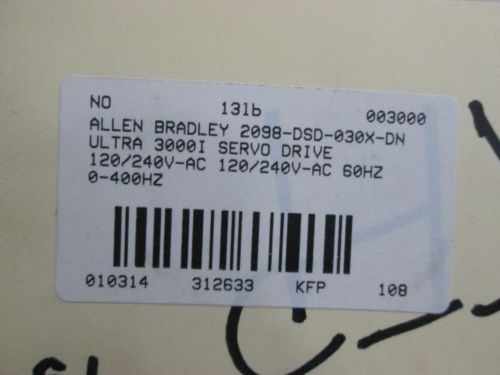 NO 131b 003000
ALLEN BRADLEY 2098-DSD-030X-DN
ULTRA 3000I SERVO DRIVE
120/240V-AC 120/240V-AC 60HZ
0-400HZ
010314 312633 KFP 108